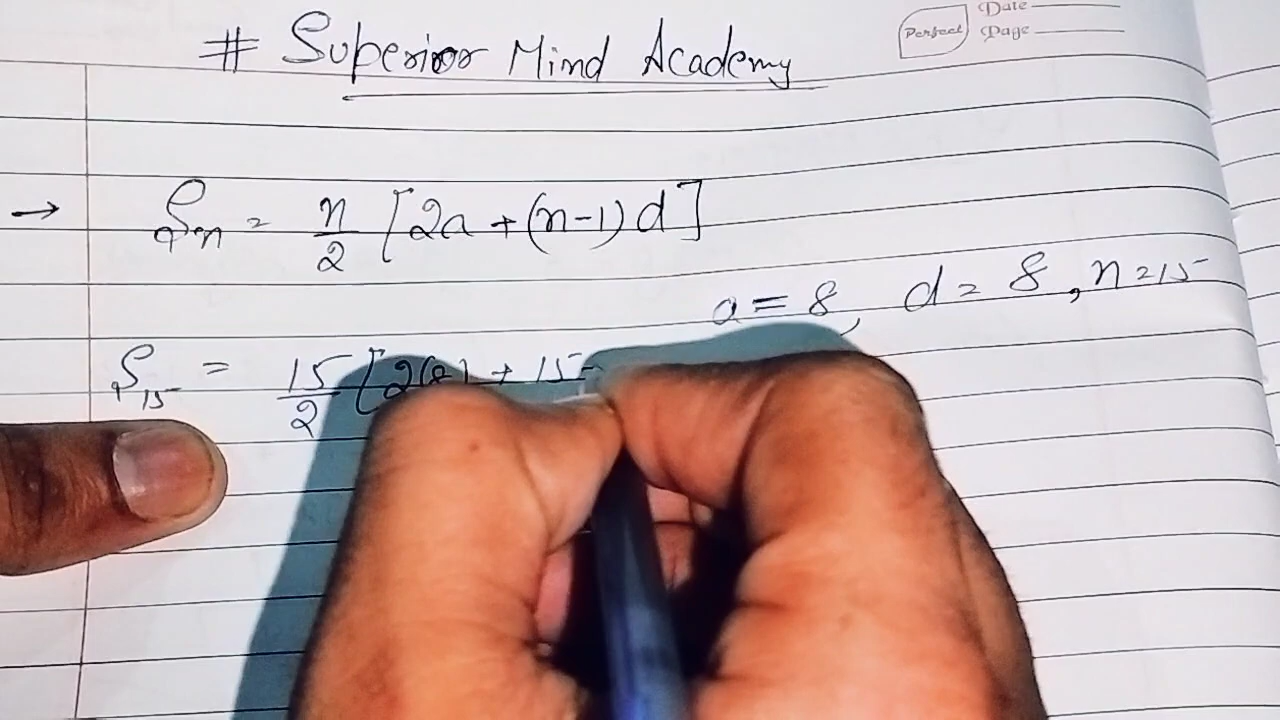 # Superior Mind Academy
Perfect
Date
Page
→ Sn = n/2 [2a + (n-1) d]
a = 8, d = 8, n = 15
S15 = 15/2 [2(8) + 15-